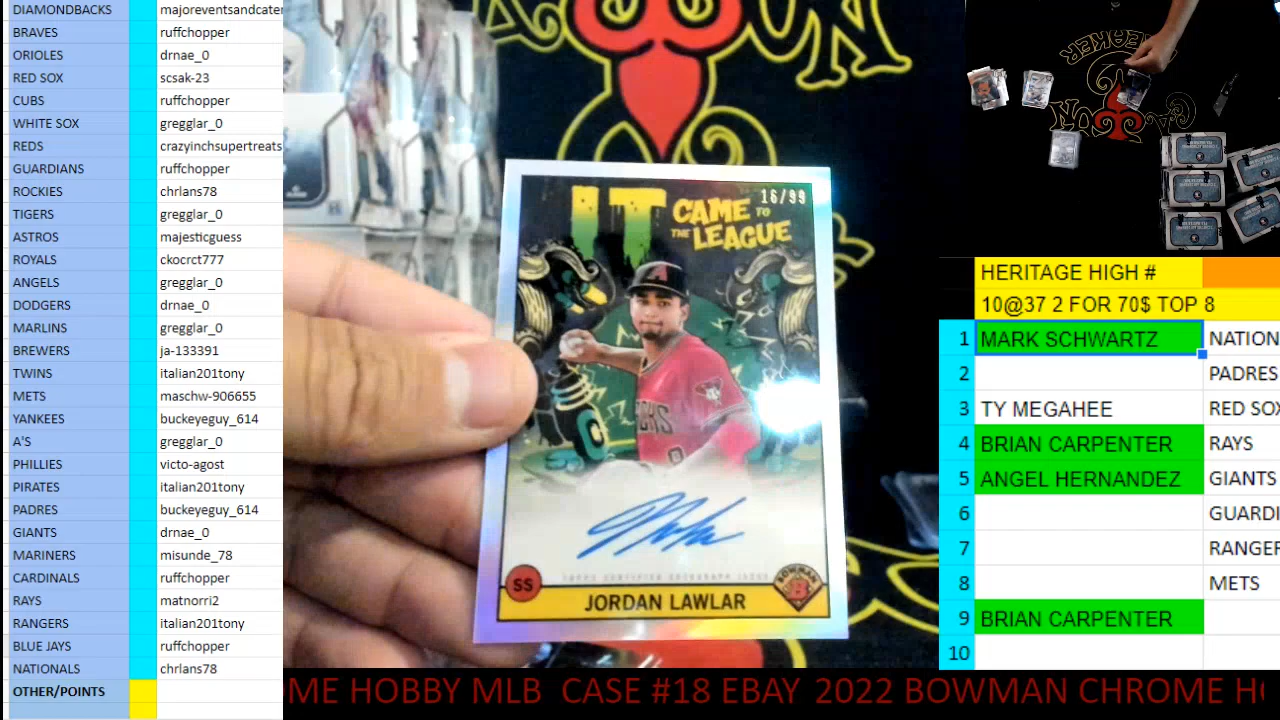 DIAMONDBACKS majoreventsandcater
BRAVES ruffchopper
ORIOLES drnae_0
RED SOX scsak-23
CUBS ruffchopper
WHITE SOX gregglar_0
REDS crazyinchsupertreats
GUARDIANS ruffchopper
ROCKIES chrlans78
TIGERS gregglar_0
ASTROS majesticguess
ROYALS ckocrct777
ANGELS gregglar_0
DODGERS drnae_0
MARLINS gregglar_0
BREWERS ja-133391
TWINS italian201tony
METS maschw-906655
YANKEES buckeyeguy_614
A'S gregglar_0
PHILLIES victo-agost
PIRATES italian201tony
PADRES buckeyeguy_614
GIANTS drnae_0
MARINERS misunde_78
CARDINALS ruffchopper
RAYS matnorri2
RANGERS italian201tony
BLUE JAYS ruffchopper
NATIONALS chrlans78
OTHER/POINTS
16/99
IT CAME TO
THE LEAGUE
A
CKS
TOPPS CERTIFIED AUTOGRAPH ISSUE
SS
JORDAN LAWLAR
BOWMAN
B
HERITAGE HIGH #
10@37 2 FOR 70$ TOP 8
1 MARK SCHWARTZ NATION
2 PADRES
3 TY MEGAHEE RED SOX
4 BRIAN CARPENTER RAYS
5 ANGEL HERNANDEZ GIANTS
6 GUARDI
7 RANGER
8 METS
9 BRIAN CARPENTER
10
ME HOBBY MLB CASE #18 EBAY 2022 BOWMAN CHROME H